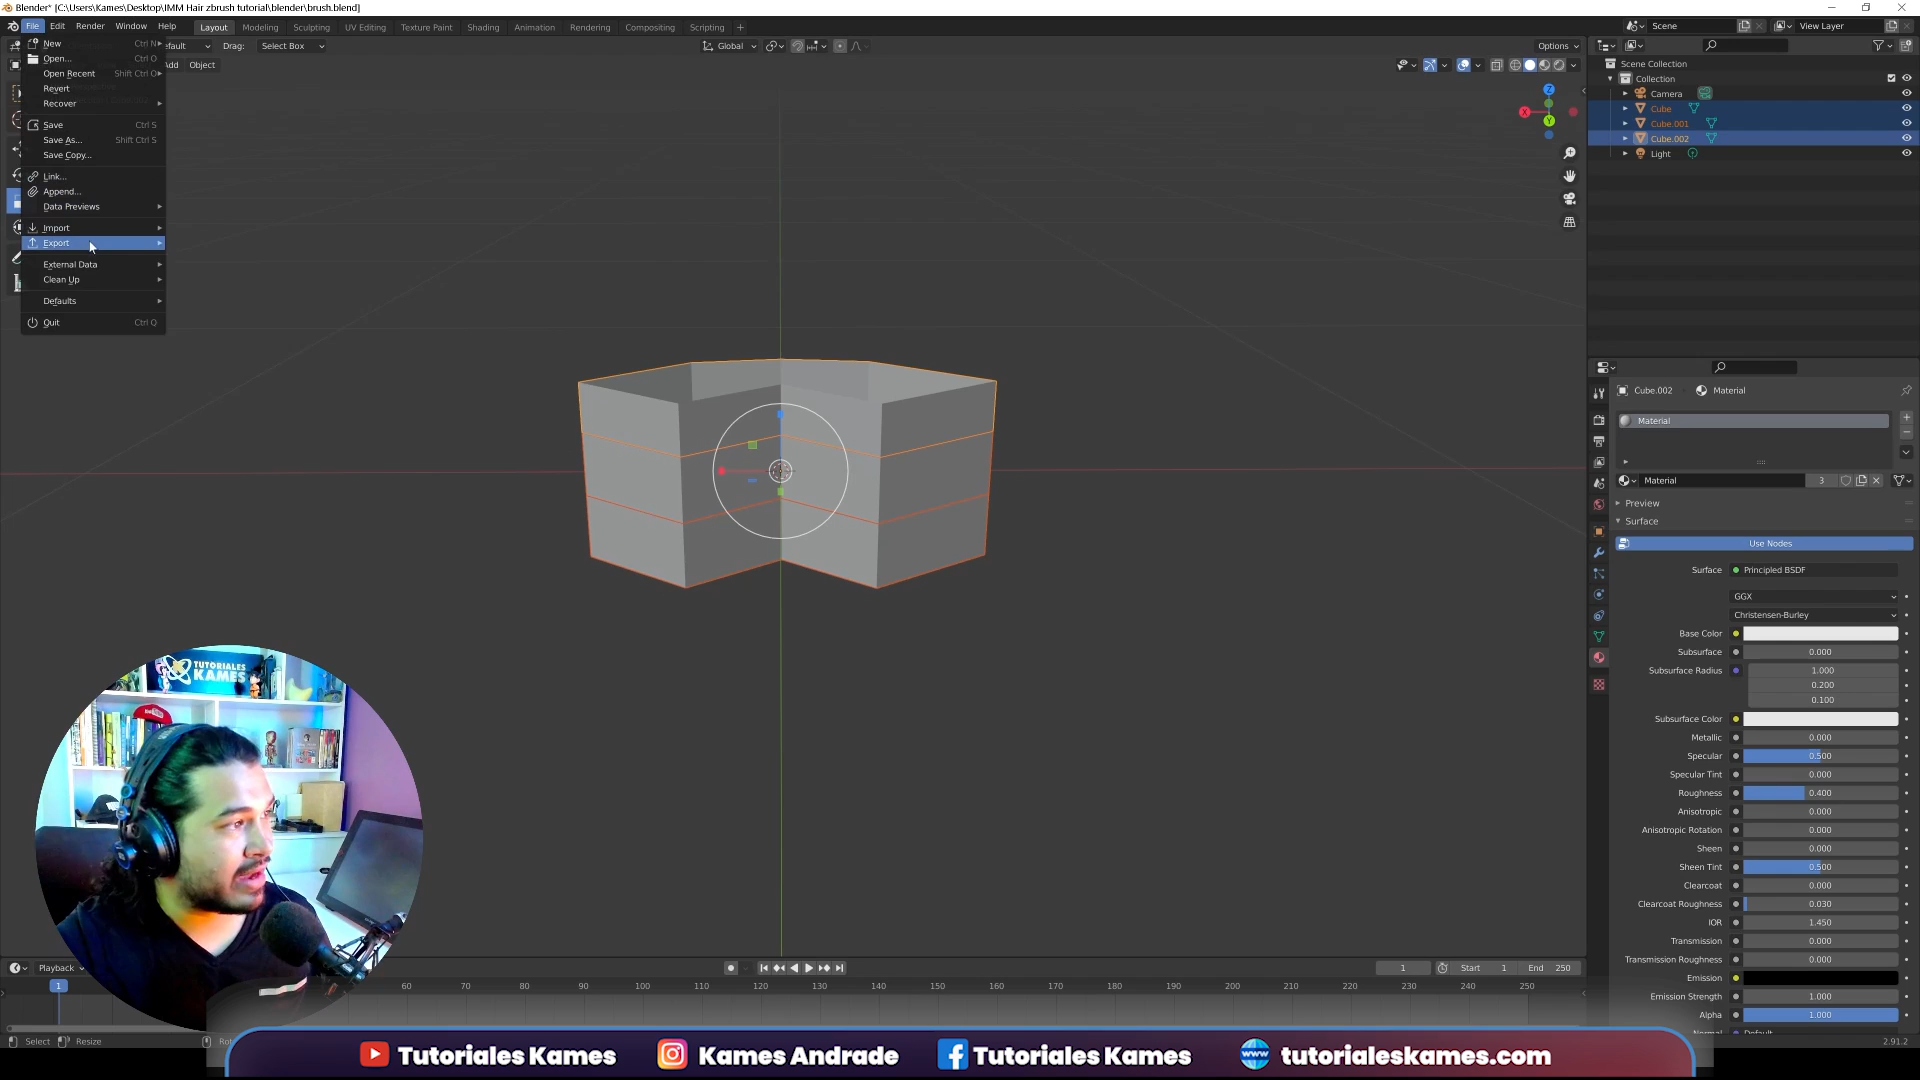 Blender* [C:\Users\Kames\Desktop\IMM Hair zbrush tutorial\blender\brush.blend]
File Edit Render Window Help
Layout Modeling Sculpting UV Editing Texture Paint Shading Animation Rendering Compositing Scripting +
Scene
View Layer
New Ctrl N
Open... Ctrl O
Open Recent Shift Ctrl O
Revert
Recover
Save Ctrl S
Save As... Shift Ctrl S
Save Copy...
Link...
Append...
Data Previews
Import
Export
External Data
Clean Up
Defaults
Quit Ctrl Q
efault
Drag: Select Box
Global
Options
dd Object
Z
X
Y
Scene Collection
Collection
Camera
Cube
Cube.001
Cube.002
Light
Cube.002 Material
Material
Material 3
Preview
Surface
Use Nodes
Surface Principled BSDF
GGX
Christensen-Burley
Base Color
Subsurface 0.000
Subsurface Radius 1.000
0.200
0.100
Subsurface Color
Metallic 0.000
Specular 0.500
Specular Tint 0.000
Roughness 0.400
Anisotropic 0.000
Anisotropic Rotation 0.000
Sheen 0.000
Sheen Tint 0.500
Clearcoat 0.000
Clearcoat Roughness 0.030
IOR 1.450
Transmission 0.000
Transmission Roughness 0.000
Emission
Emission Strength 1.000
Alpha 1.000
Normal Default
TUTORIALES
KAMES
Playback
1 Start 1 End 250
1 60 70 80 90 100 110 120 130 140 150 160 170 180 190 200 210 220 230 240 250
Select Resize
2.91.2
Tutoriales Kames Kames Andrade Tutoriales Kames tutorialeskames.com